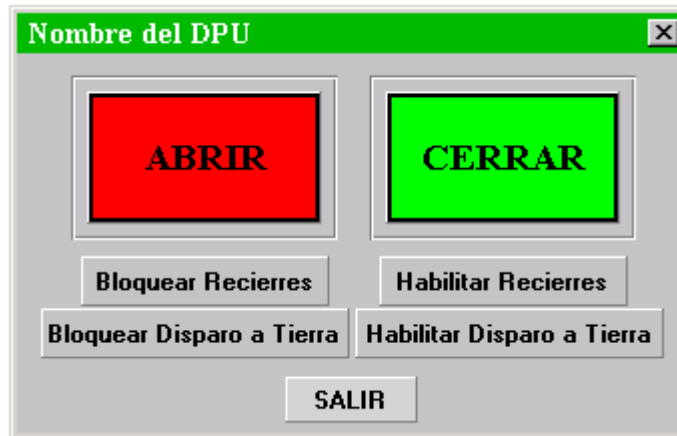 Nombre del DPU
ABRIR CERRAR
Bloquear Recierres Habilitar Recierres
Bloquear Disparo a Tierra Habilitar Disparo a Tierra
SALIR